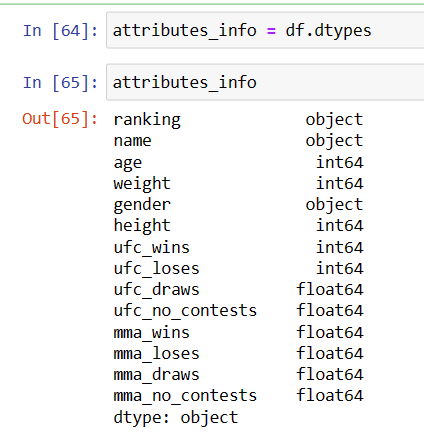 In [64]: attributes_info = df.dtypes
In [65]: attributes_info
Out[65]: ranking object
name object
age int64
weight int64
gender object
height int64
ufc_wins int64
ufc_loses int64
ufc_draws float64
ufc_no_contests float64
mma_wins float64
mma_loses float64
mma_draws float64
mma_no_contests float64
dtype: object